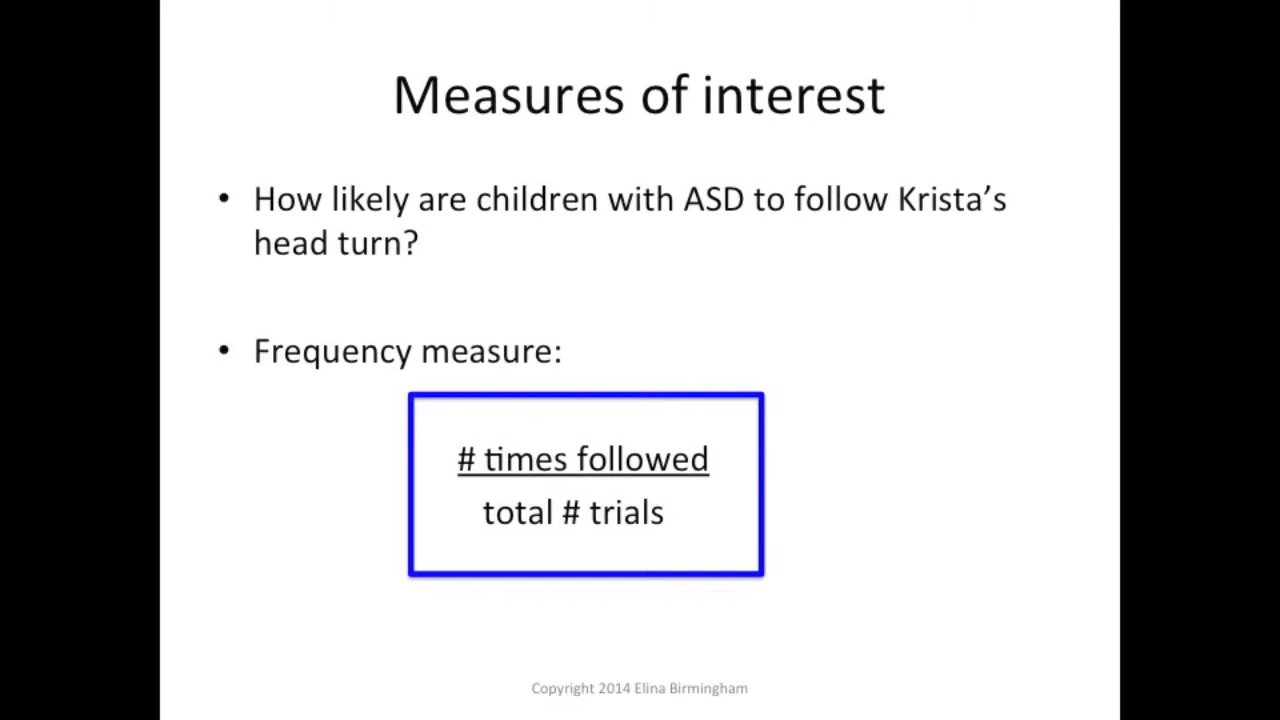 Measures of interest
• How likely are children with ASD to follow Krista’s
head turn?
• Frequency measure:
# times followed
total # trials
Copyright 2014 Elina Birmingham